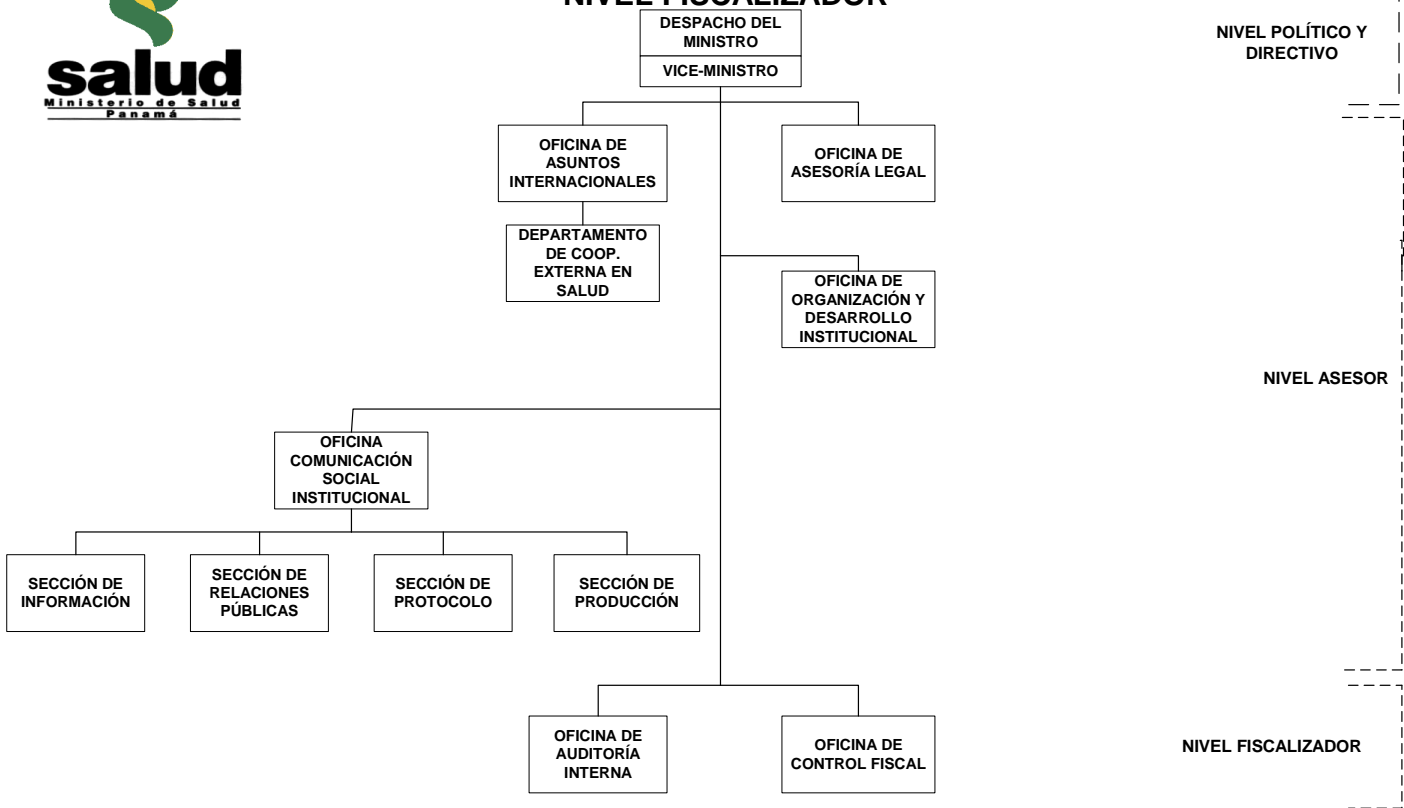 NIVEL FISCALIZADOR
salud
Ministerio de Salud
Panamá
DESPACHO DEL
MINISTRO
VICE-MINISTRO
NIVEL POLÍTICO Y
DIRECTIVO
OFICINA DE
ASUNTOS
INTERNACIONALES
OFICINA DE
ASESORÍA LEGAL
DEPARTAMENTO
DE COOP.
EXTERNA EN
SALUD
OFICINA DE
ORGANIZACIÓN Y
DESARROLLO
INSTITUCIONAL
NIVEL ASESOR
OFICINA
COMUNICACIÓN
SOCIAL
INSTITUCIONAL
SECCIÓN DE
INFORMACIÓN
SECCIÓN DE
RELACIONES
PÚBLICAS
SECCIÓN DE
PROTOCOLO
SECCIÓN DE
PRODUCCIÓN
OFICINA DE
AUDITORÍA
INTERNA
OFICINA DE
CONTROL FISCAL
NIVEL FISCALIZADOR